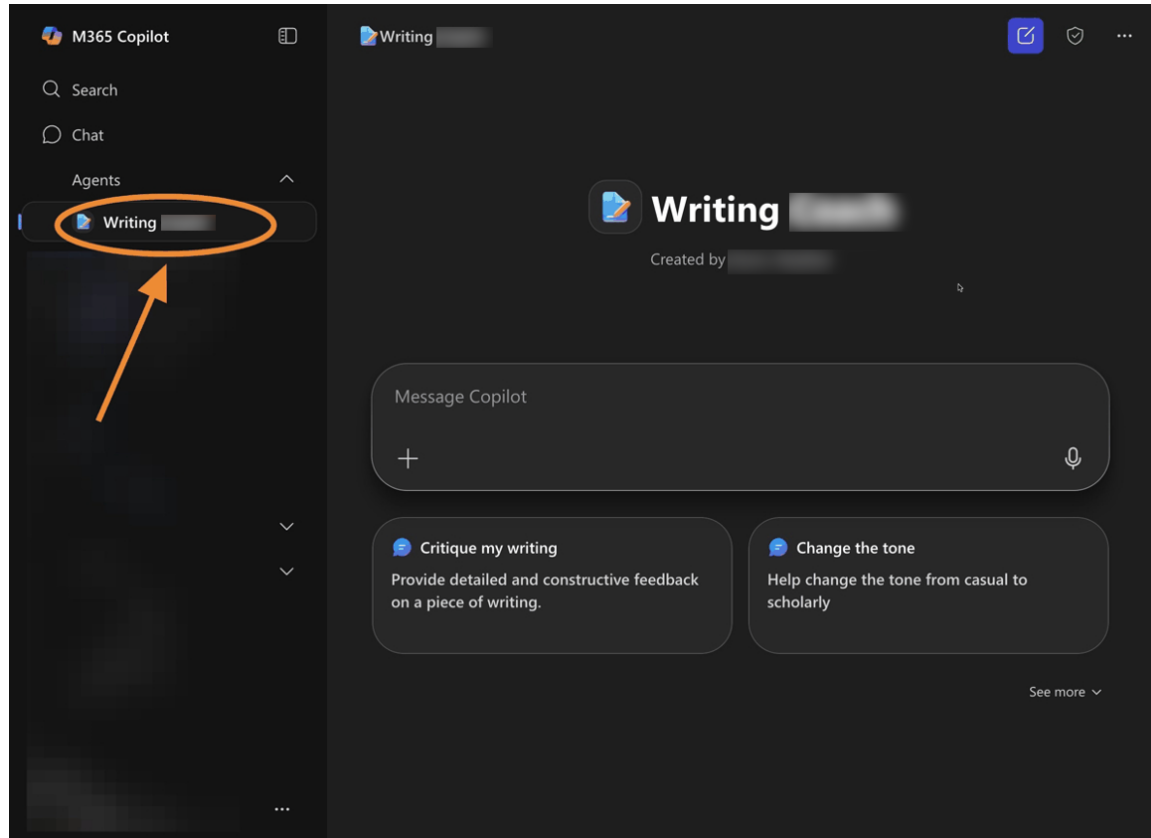 M365 Copilot
Search
Chat
Agents
Writing
Writing
Writing
Created by
Message Copilot
Critique my writing
Provide detailed and constructive feedback
on a piece of writing.
Change the tone
Help change the tone from casual to
scholarly
See more